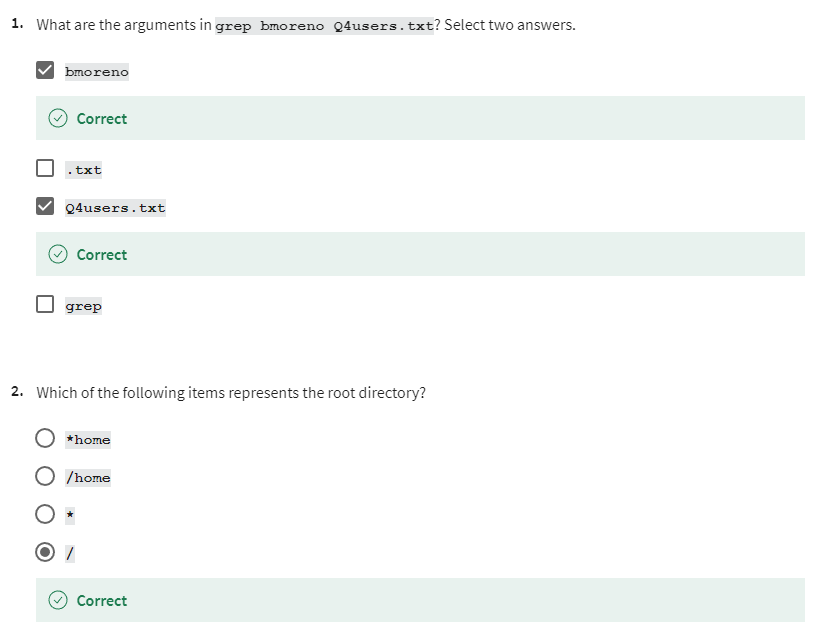 1. What are the arguments in grep bmoreno Q4users.txt? Select two answers.
bmoreno
Correct
.txt
Q4users.txt
Correct
grep
2. Which of the following items represents the root directory?
*home
/home
*
/
Correct